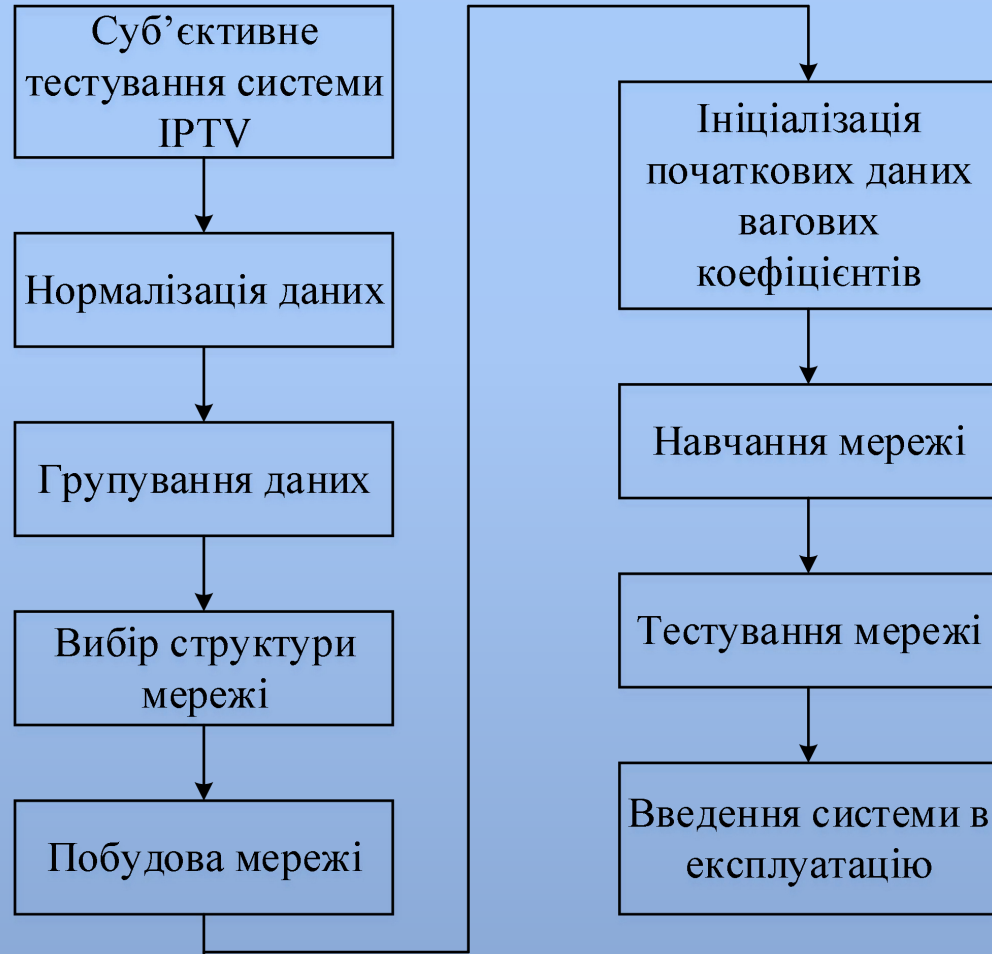 Суб’єктивне
тестування системи
IPTV
Нормалізація даних
Групування даних
Вибір структури
мережі
Побудова мережі
Ініціалізація
початкових даних
вагових
коефіцієнтів
Навчання мережі
Тестування мережі
Введення системи в
експлуатацію